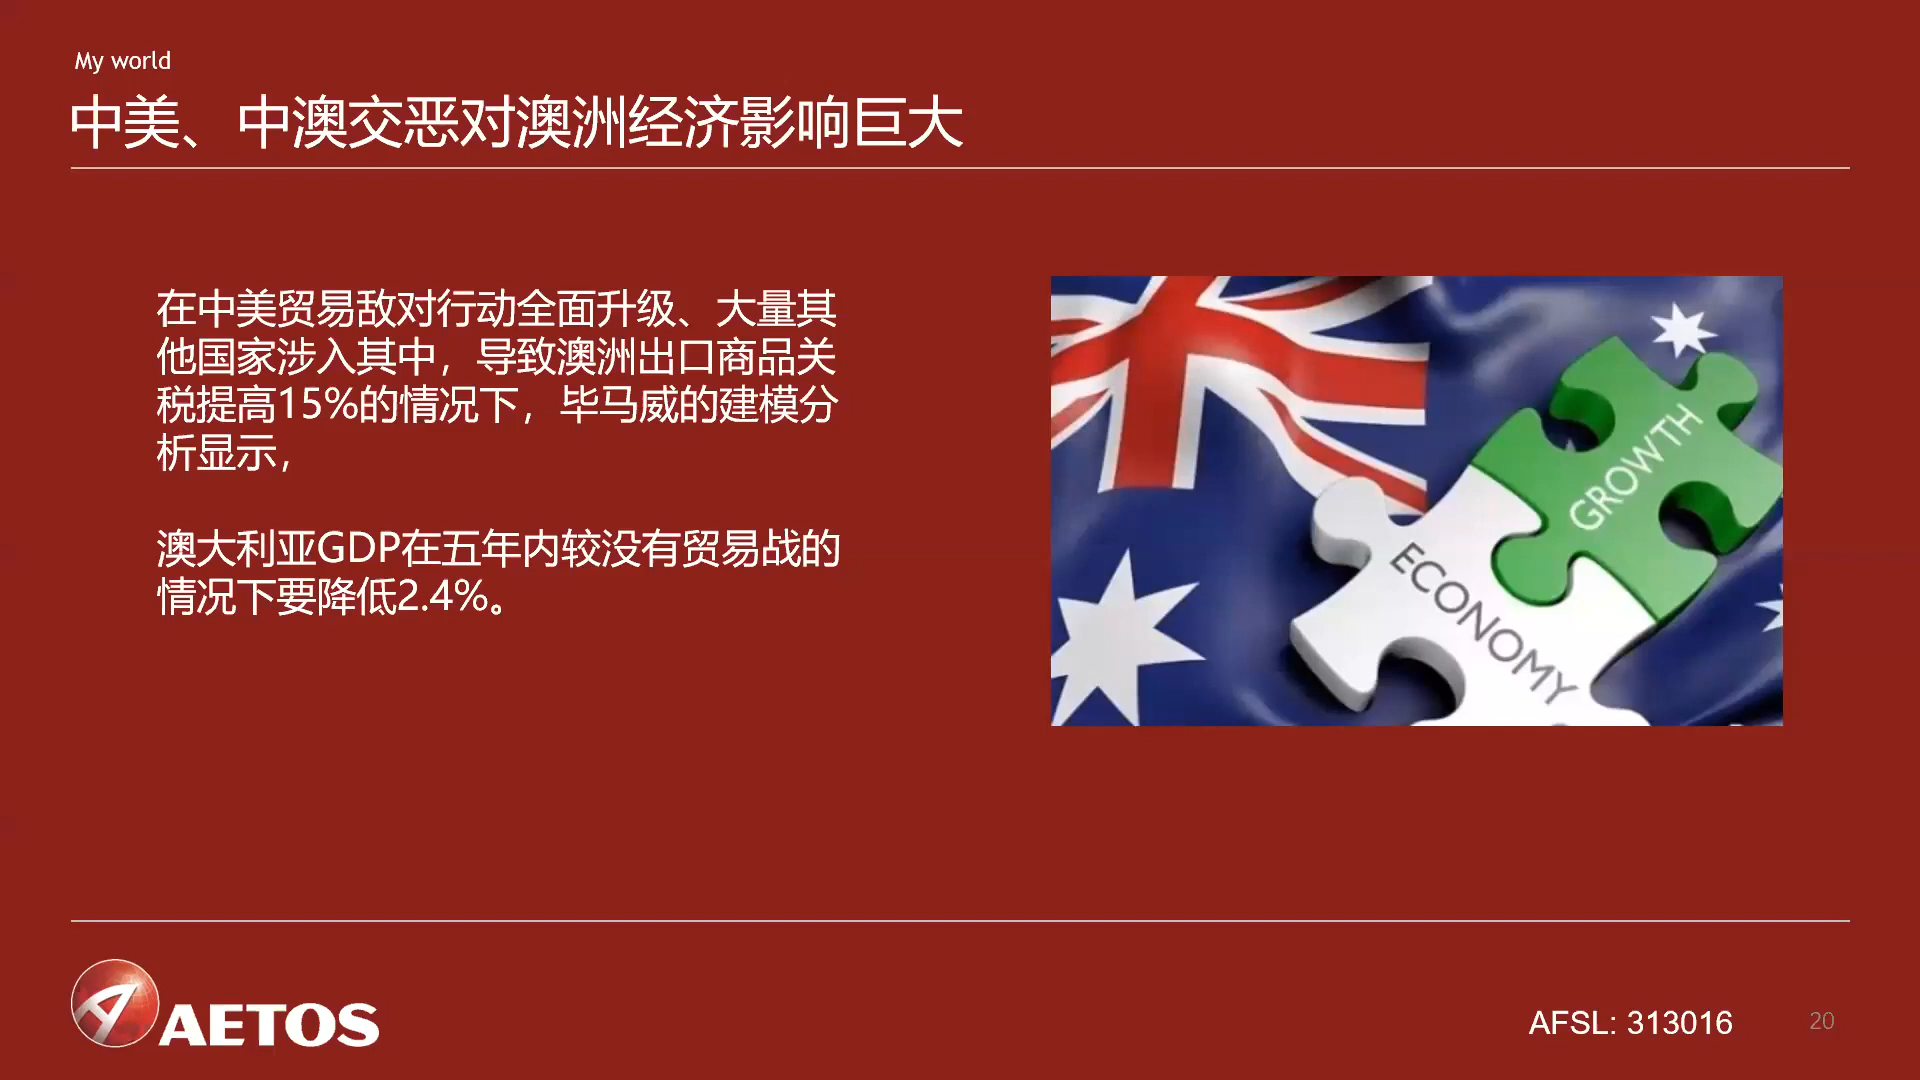 My world
中美、中澳交恶对澳洲经济影响巨大
在中美贸易敌对行动全面升级、大量其
他国家涉入其中，导致澳洲出口商品关
税提高15%的情况下，毕马威的建模分
析显示，
澳大利亚GDP在五年内较没有贸易战的
情况下要降低2.4%。
GROWTH
ECONOMY
AETOS
AFSL: 313016
20